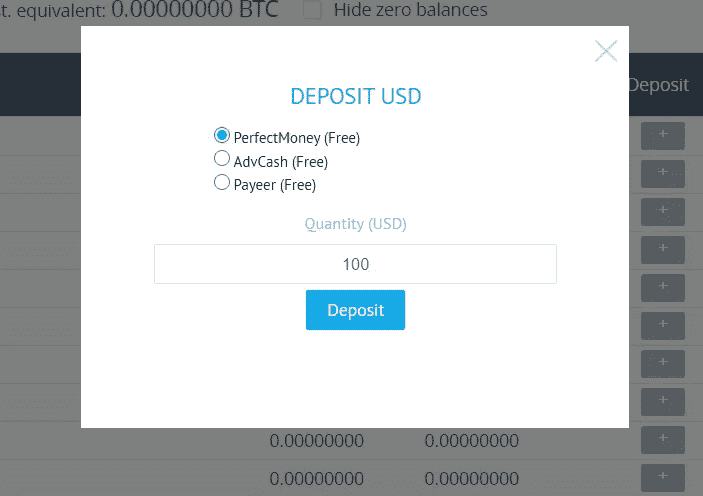 t. equivalent: 0.00000000 BTC Hide zero balances
Deposit
DEPOSIT USD
PerfectMoney (Free)
AdvCash (Free)
Payeer (Free)
Quantity (USD)
100
Deposit
+
+
+
+
+
+
+
+
0.00000000 0.00000000 +
0.00000000 0.00000000 +